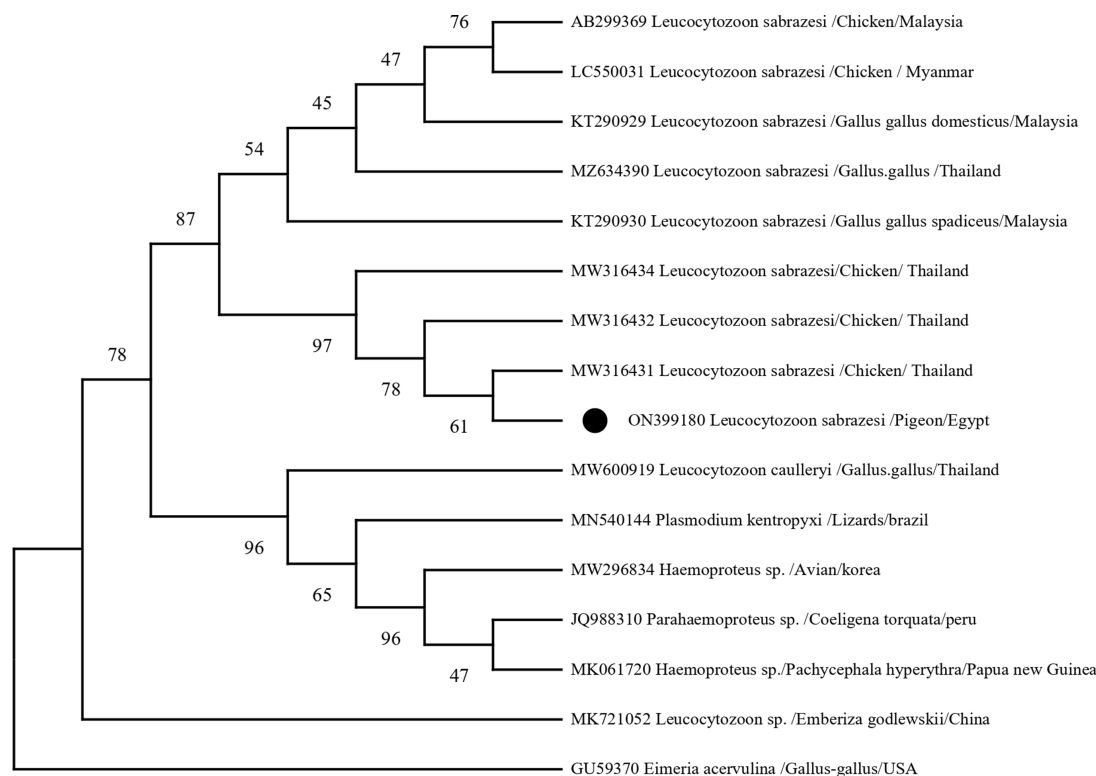 76
AB299369 Leucocytozoon sabrazesi /Chicken/Malaysia
47
LC550031 Leucocytozoon sabrazesi /Chicken / Myanmar
45
KT290929 Leucocytozoon sabrazesi /Gallus gallus domesticus/Malaysia
54
MZ634390 Leucocytozoon sabrazesi /Gallus.gallus /Thailand
87
KT290930 Leucocytozoon sabrazesi /Gallus gallus spadiceus/Malaysia
MW316434 Leucocytozoon sabrazesi/Chicken/ Thailand
MW316432 Leucocytozoon sabrazesi/Chicken/ Thailand
97
78
MW316431 Leucocytozoon sabrazesi /Chicken/ Thailand
78
61
ON399180 Leucocytozoon sabrazesi /Pigeon/Egypt
MW600919 Leucocytozoon caulleryi /Gallus.gallus/Thailand
MN540144 Plasmodium kentropyxi /Lizards/brazil
96
MW296834 Haemoproteus sp. /Avian/korea
65
JQ988310 Parahaemoproteus sp. /Coeligena torquata/peru
96
47
MK061720 Haemoproteus sp./Pachycephala hyperythra/Papua new Guinea
MK721052 Leucocytozoon sp. /Emberiza godlewskii/China
GU59370 Eimeria acervulina /Gallus-gallus/USA